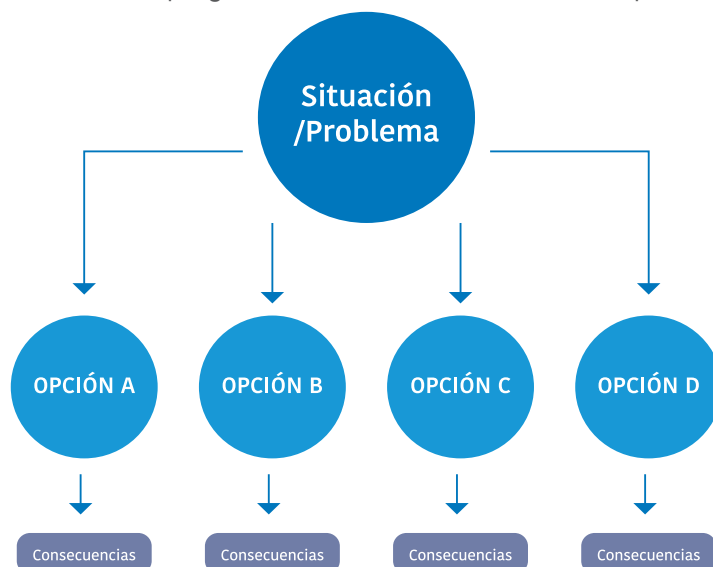 Situación
/Problema
OPCIÓN A
OPCIÓN B
OPCIÓN C
OPCIÓN D
Consecuencias
Consecuencias
Consecuencias
Consecuencias